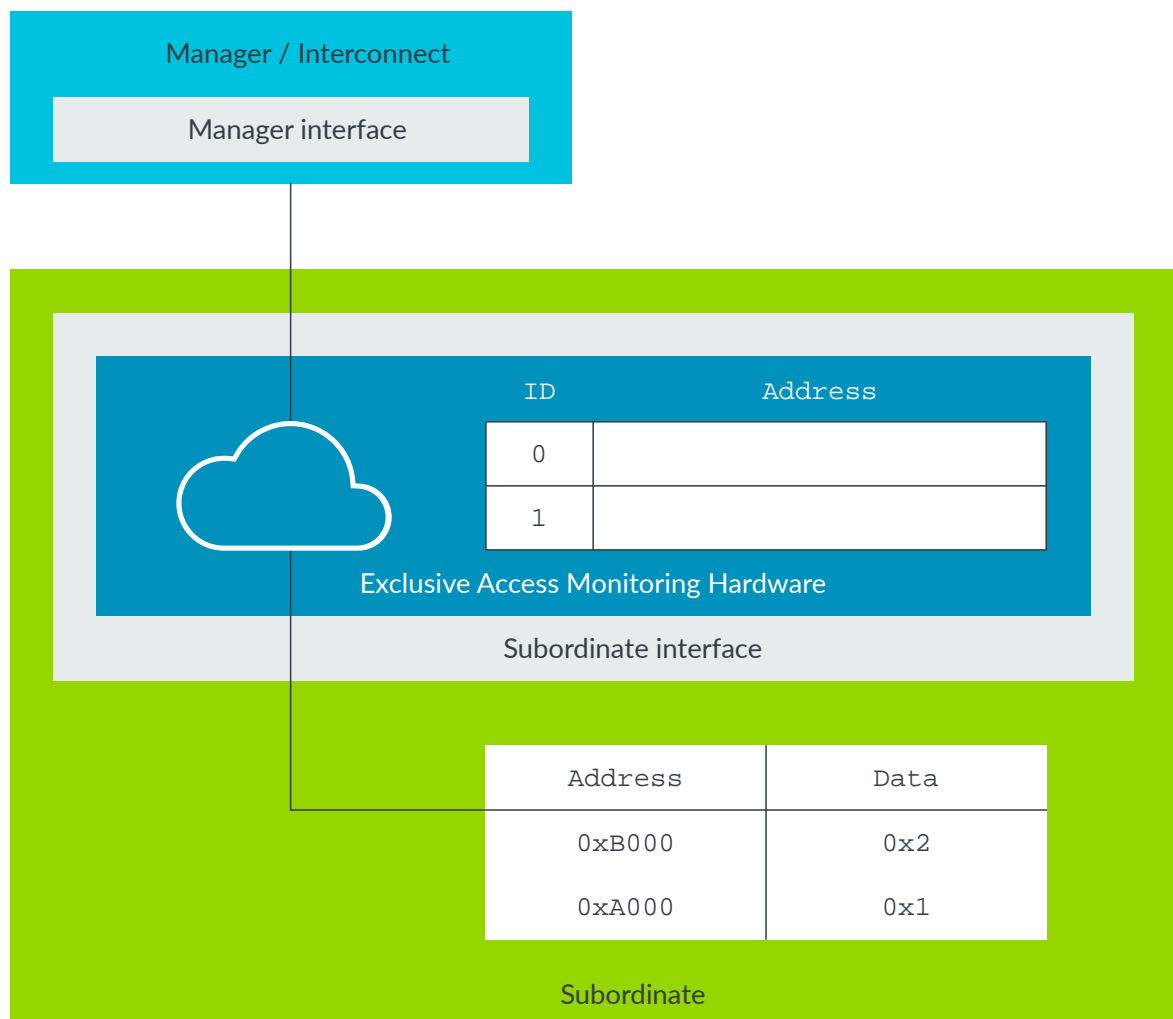 Manager / Interconnect
Manager interface
ID Address
0
1
Exclusive Access Monitoring Hardware
Subordinate interface
Address Data
0xB000 0x2
0xA000 0x1
Subordinate